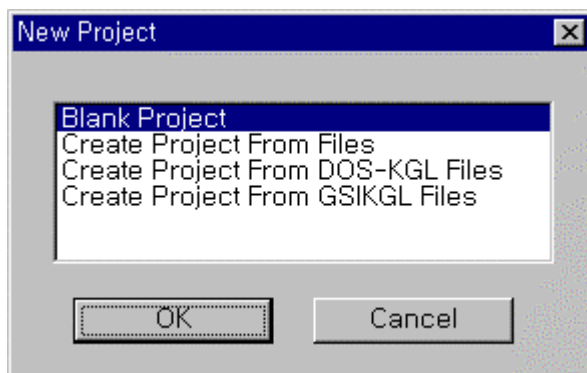 New Project
Blank Project
Create Project From Files
Create Project From DOS-KGL Files
Create Project From GSIKGL Files
OK
Cancel